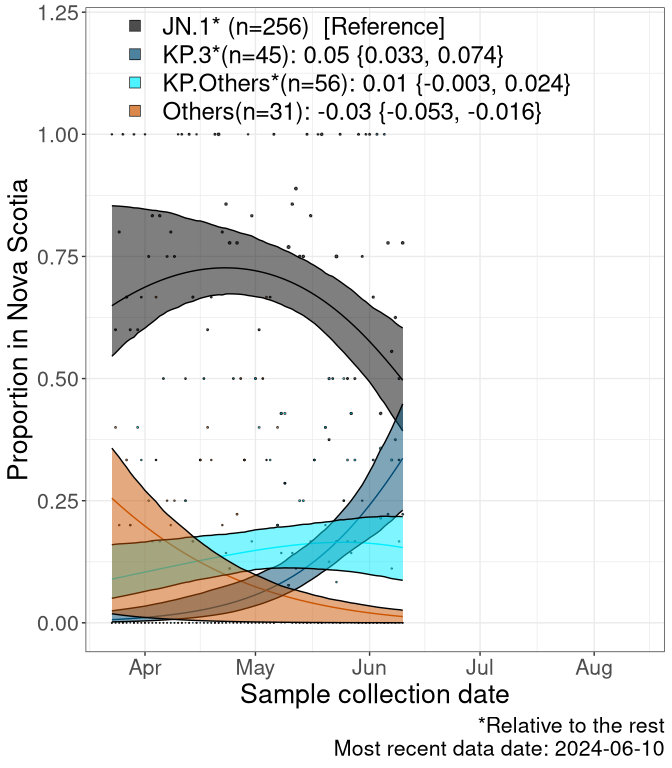 JN.1* (n=256) [Reference]
KP.3*(n=45): 0.05 {0.033, 0.074}
KP.Others*(n=56): 0.01 {-0.003, 0.024}
Others(n=31): -0.03 {-0.053, -0.016}
1.25
1.00
0.75
0.50
0.25
0.00
Proportion in Nova Scotia
Apr May Jun Jul Aug
Sample collection date
*Relative to the rest
Most recent data date: 2024-06-10